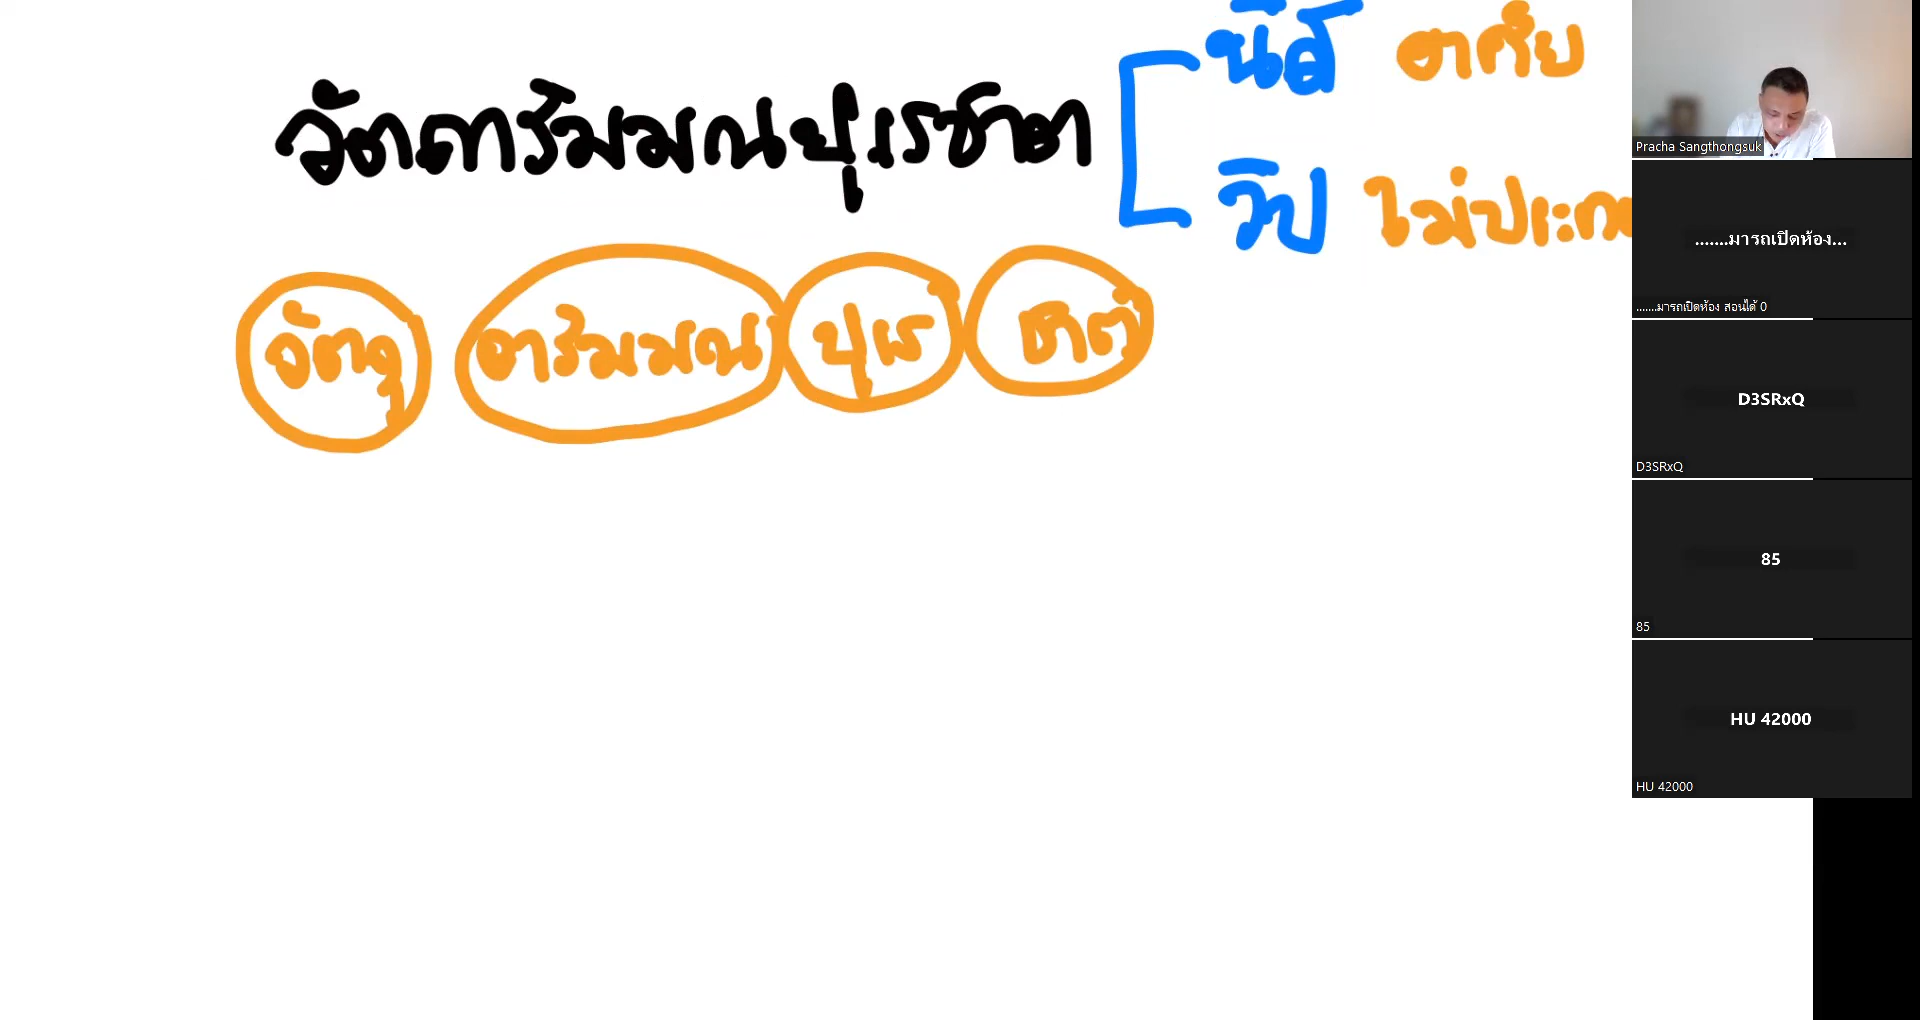 นิสี อาศัย
วัตถารัมมณปุเรชาต
วิป ไม่ประก
วัตถุ อารัมมณ ปุเร ชาต
Pracha Sangthongsuk
.......มารถเปิดห้อง...
.......มารถเปิดห้อง สอนได้ 0
D3SRxQ
D3SRxQ
85
85
HU 42000
HU 42000